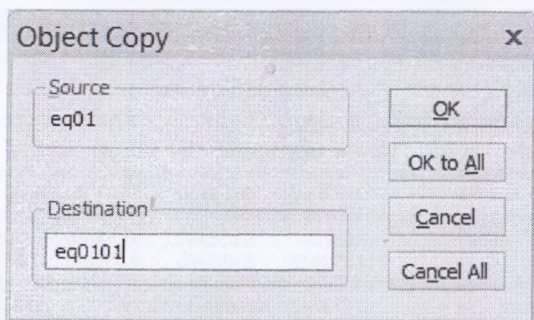 Object Copy x
Source
eq01
OK
OK to All
Destination
Cancel
eq0101
Cancel All